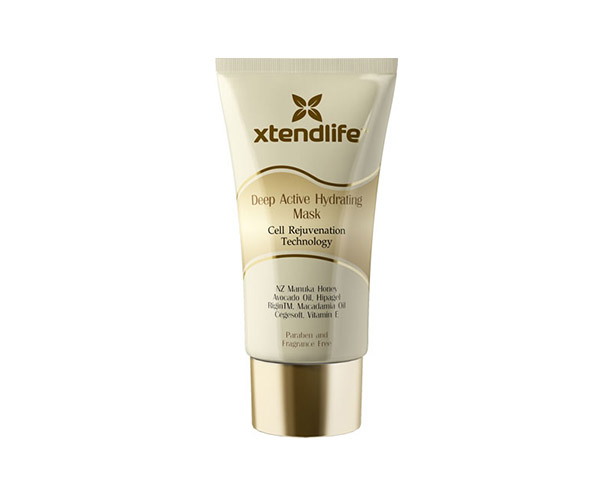 xtendlife
Deep Active Hydrating
Mask
Cell Rejuvenation
Technology
NZ Manuka Honey
Avocado Oil, Hipagel
RiginTM, Macadamia Oil
Cegesoft, Vitamin E
Paraben and
Fragrance Free